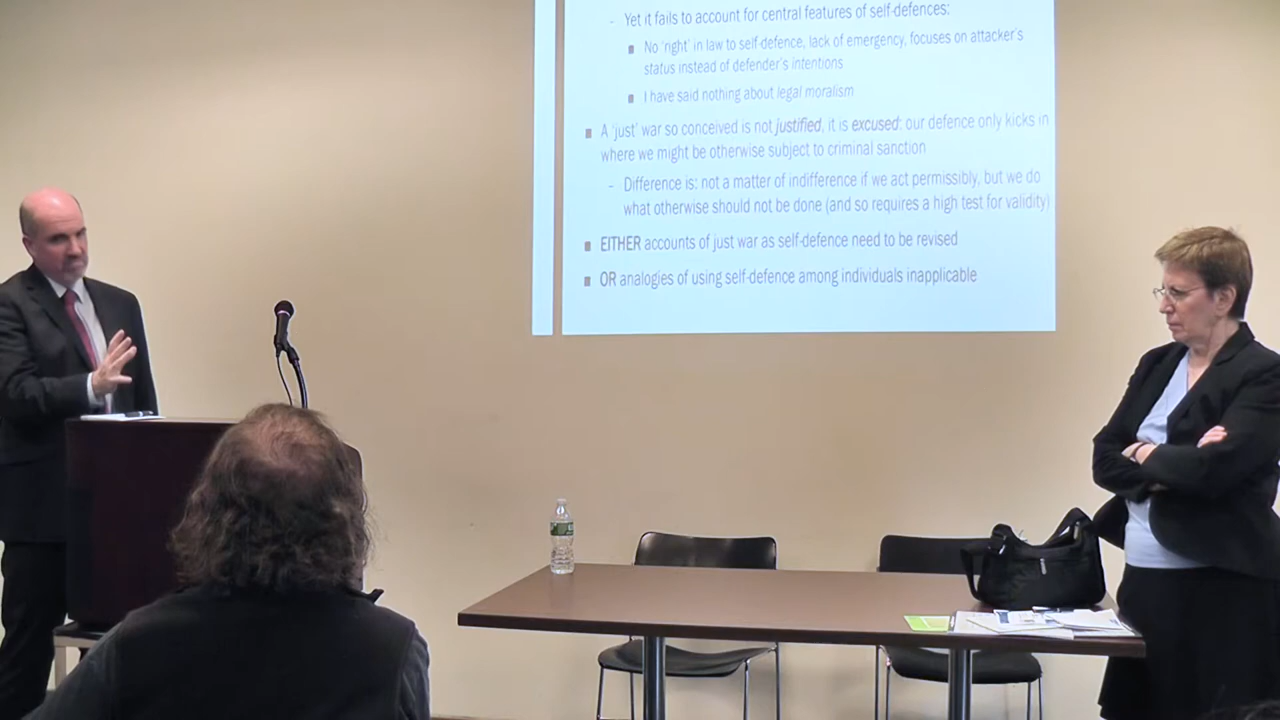 - Yet it fails to account for central features of self-defences:
No 'right' in law to self-defence, lack of emergency, focuses on attacker's
status instead of defender's intentions
I have said nothing about legal moralism
A 'just' war so conceived is not justified, it is excused: our defence only kicks in
where we might be otherwise subject to criminal sanction
- Difference is: not a matter of indifference if we act permissibly, but we do
what otherwise should not be done (and so requires a high test for validity)
EITHER accounts of just war as self-defence need to be revised
OR analogies of using self-defence among individuals inapplicable